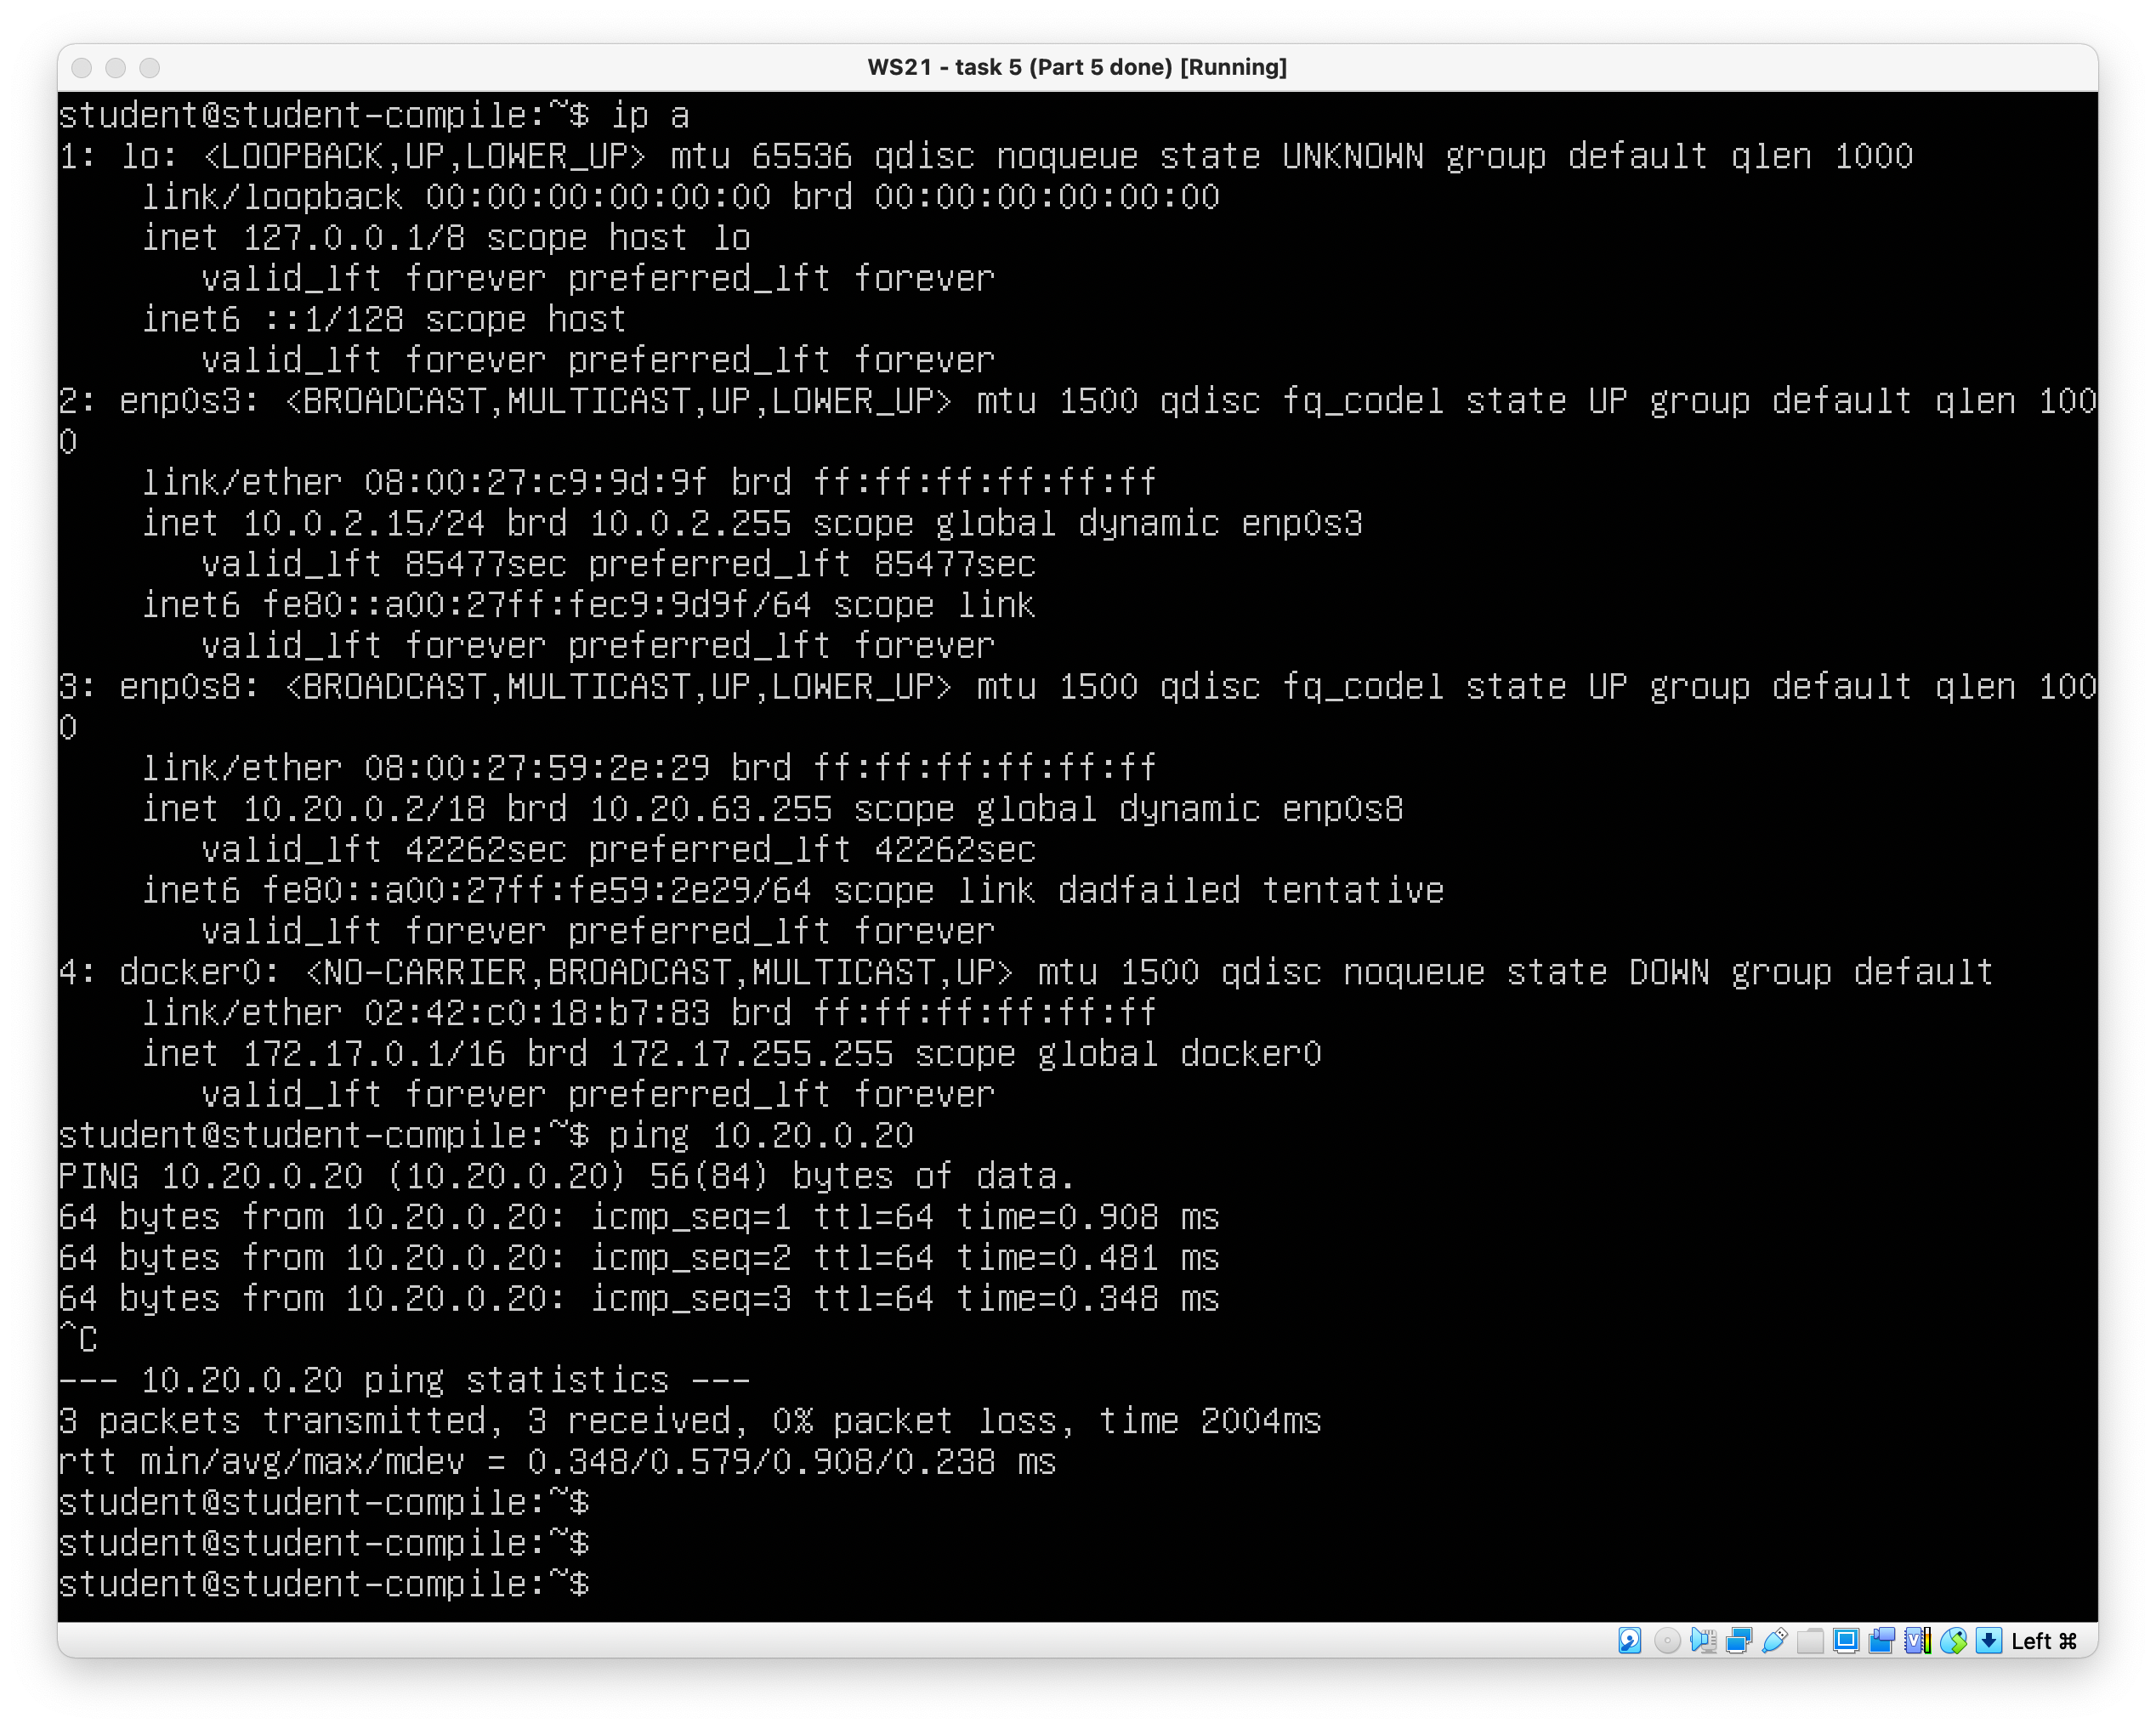 WS21 - task 5 (Part 5 done) [Running]
student@student-compile:~$ ip a
1: lo: <LOOPBACK,UP,LOWER_UP> mtu 65536 qdisc noqueue state UNKNOWN group default qlen 1000
    link/loopback 00:00:00:00:00:00 brd 00:00:00:00:00:00
    inet 127.0.0.1/8 scope host lo
       valid_lft forever preferred_lft forever
    inet6 ::1/128 scope host
       valid_lft forever preferred_lft forever
2: enp0s3: <BROADCAST,MULTICAST,UP,LOWER_UP> mtu 1500 qdisc fq_codel state UP group default qlen 100
0
    link/ether 08:00:27:c9:9d:9f brd ff:ff:ff:ff:ff:ff
    inet 10.0.2.15/24 brd 10.0.2.255 scope global dynamic enp0s3
       valid_lft 85477sec preferred_lft 85477sec
    inet6 fe80::a00:27ff:fec9:9d9f/64 scope link
       valid_lft forever preferred_lft forever
3: enp0s8: <BROADCAST,MULTICAST,UP,LOWER_UP> mtu 1500 qdisc fq_codel state UP group default qlen 100
0
    link/ether 08:00:27:59:2e:29 brd ff:ff:ff:ff:ff:ff
    inet 10.20.0.2/18 brd 10.20.63.255 scope global dynamic enp0s8
       valid_lft 42262sec preferred_lft 42262sec
    inet6 fe80::a00:27ff:fe59:2e29/64 scope link dadfailed tentative
       valid_lft forever preferred_lft forever
4: docker0: <NO-CARRIER,BROADCAST,MULTICAST,UP> mtu 1500 qdisc noqueue state DOWN group default
    link/ether 02:42:c0:18:b7:83 brd ff:ff:ff:ff:ff:ff
    inet 172.17.0.1/16 brd 172.17.255.255 scope global docker0
       valid_lft forever preferred_lft forever
student@student-compile:~$ ping 10.20.0.20
PING 10.20.0.20 (10.20.0.20) 56(84) bytes of data.
64 bytes from 10.20.0.20: icmp_seq=1 ttl=64 time=0.908 ms
64 bytes from 10.20.0.20: icmp_seq=2 ttl=64 time=0.481 ms
64 bytes from 10.20.0.20: icmp_seq=3 ttl=64 time=0.348 ms
^C
--- 10.20.0.20 ping statistics ---
3 packets transmitted, 3 received, 0% packet loss, time 2004ms
rtt min/avg/max/mdev = 0.348/0.579/0.908/0.238 ms
student@student-compile:~$
student@student-compile:~$
student@student-compile:~$
Left ⌘